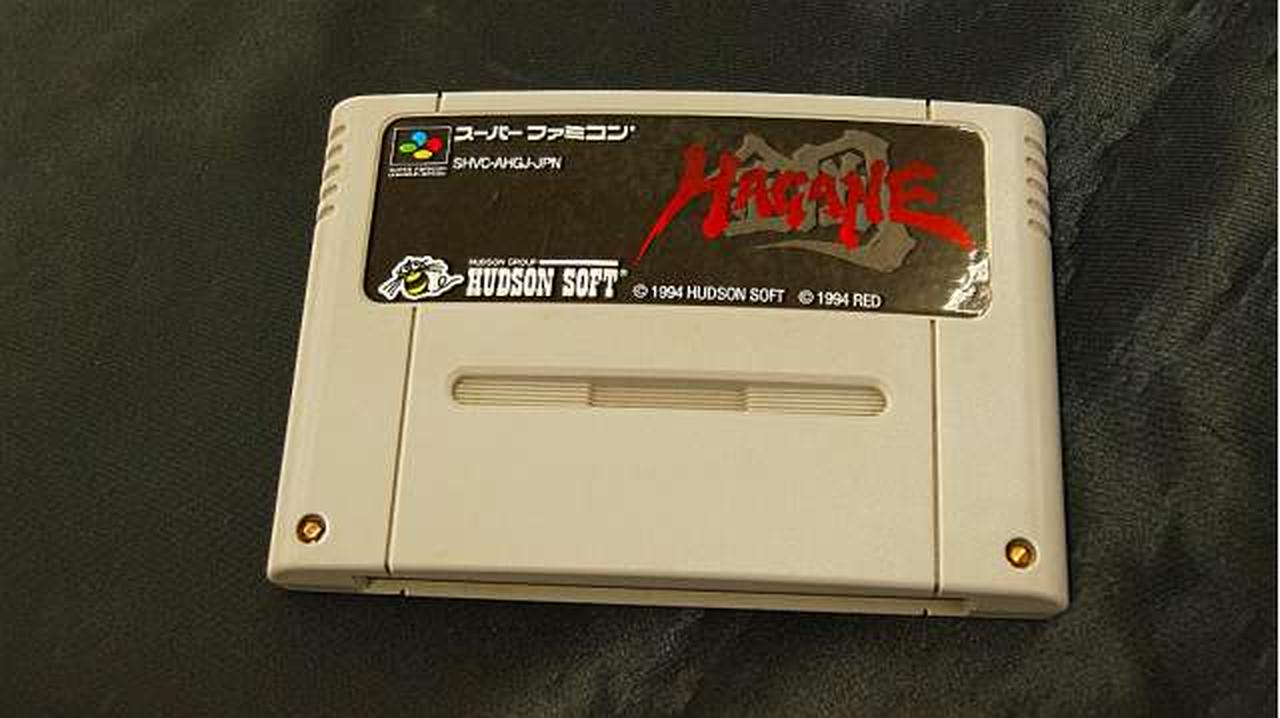 スーパーファミコン
SHVC-AHGJ-JPN
HAGANE
HUDSON GROUP
HUDSON SOFT®
© 1994 HUDSON SOFT © 1994 RED